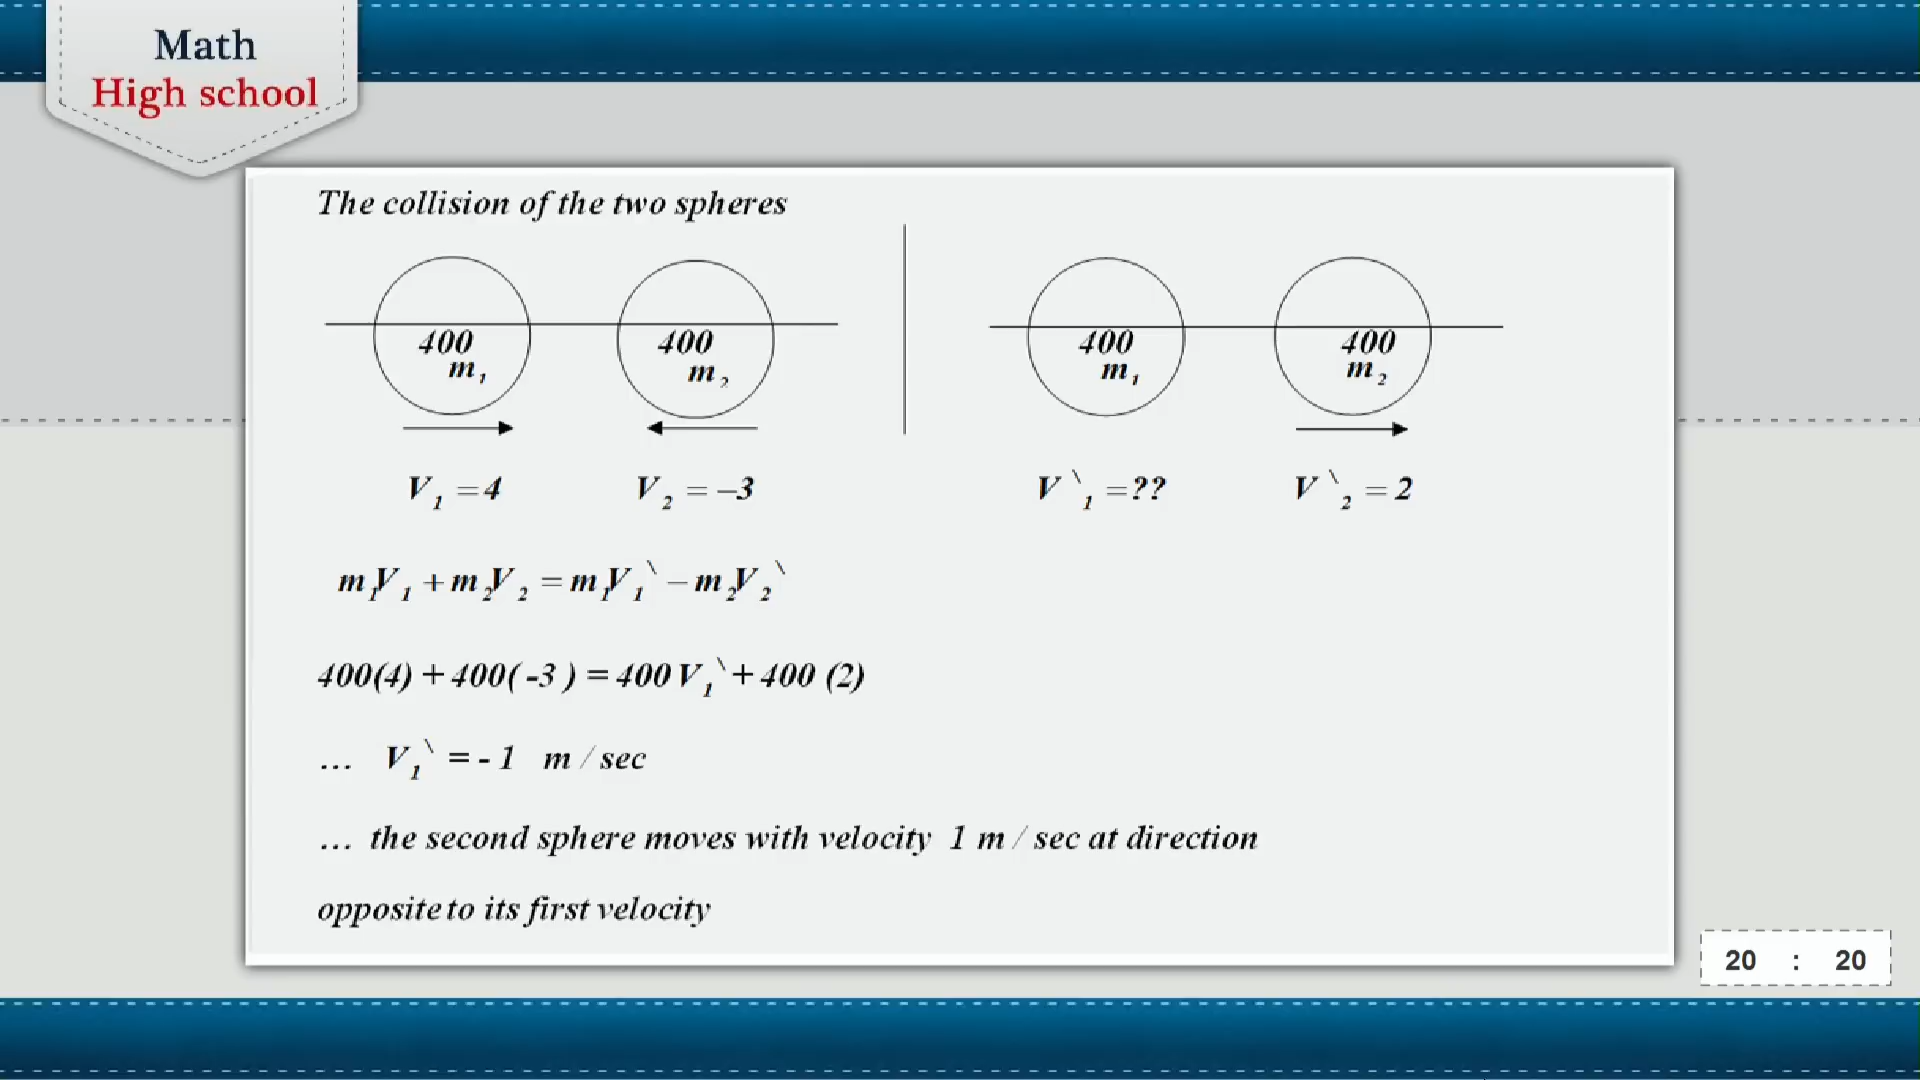 Math
High school
The collision of the two spheres
400 400 400 400
m₁ m₂ m₁ m₂
V₁ = 4 V₂ = –3 V`₁ = ?? V`₂ = 2
m₁V₁ + m₂V₂ = m₁V₁` – m₂V₂`
400(4) + 400( -3 ) = 400 V₁` + 400 (2)
... V₁` = - 1 m / sec
... the second sphere moves with velocity 1 m / sec at direction
opposite to its first velocity
20 : 20